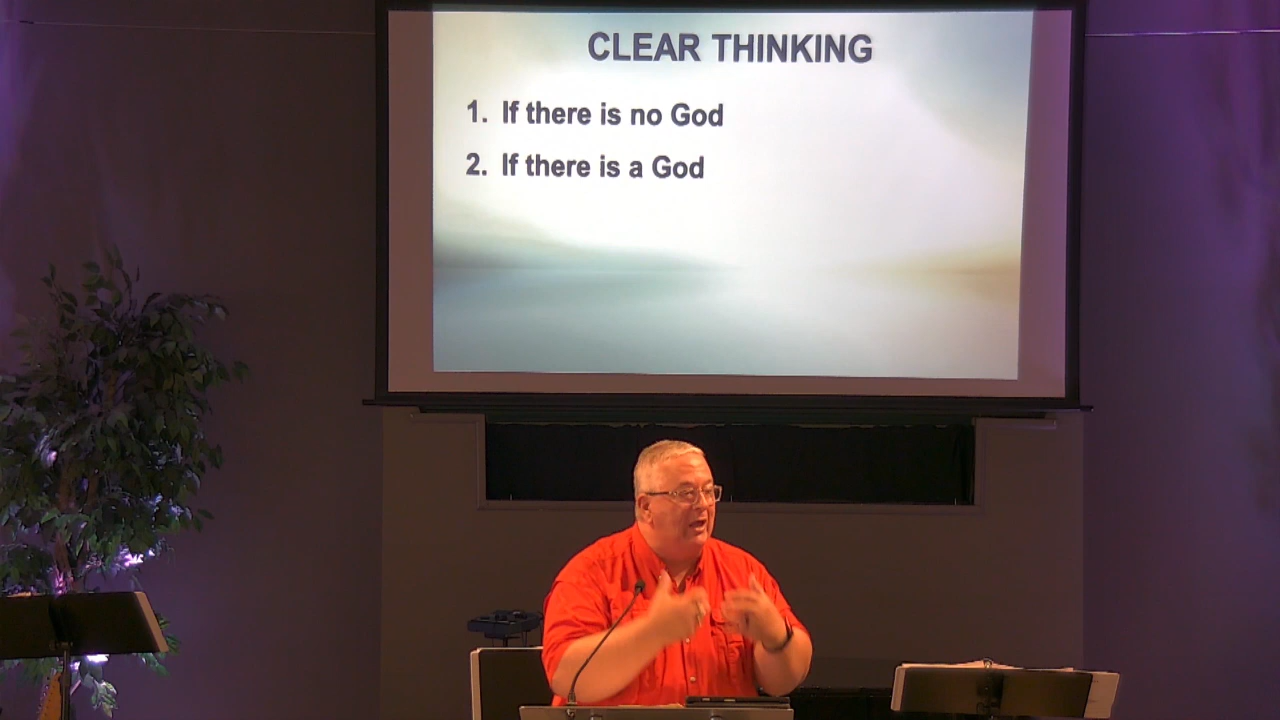 CLEAR THINKING
1. If there is no God
2. If there is a God